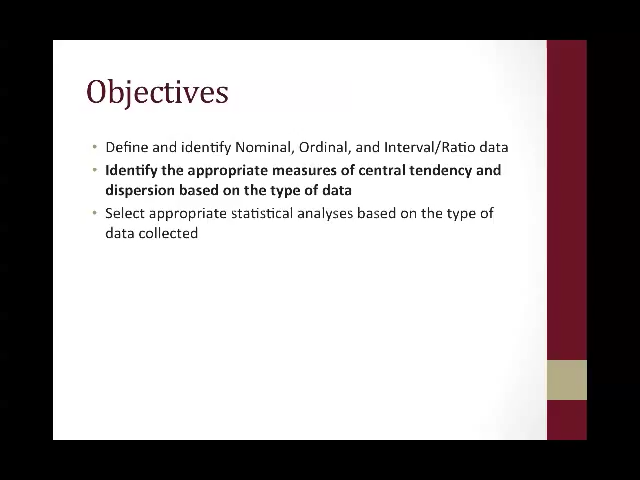 Objectives
• Define and identify Nominal, Ordinal, and Interval/Ratio data
• Identify the appropriate measures of central tendency and
dispersion based on the type of data
• Select appropriate statistical analyses based on the type of
data collected